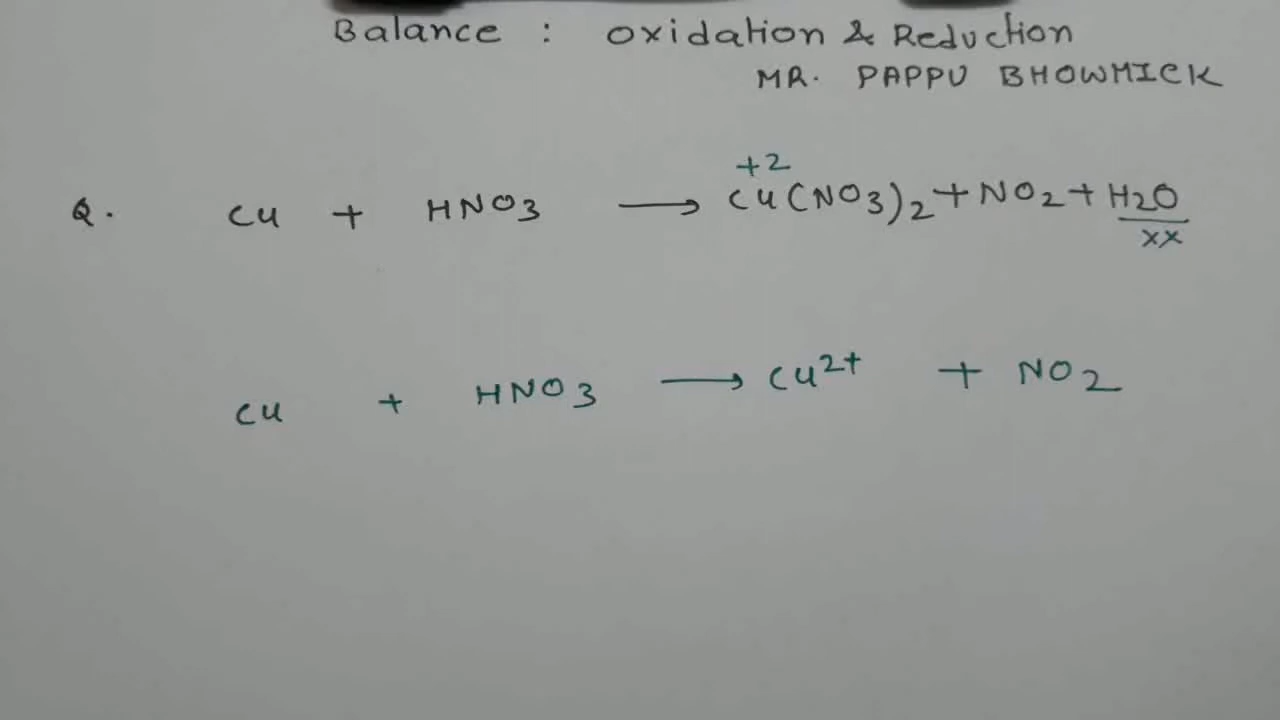 Balance : Oxidation & Reduction
MR. PAPPU BHOWMICK
+2
Q. Cu + HNO3 → Cu(NO3)2 + NO2 + H2O
xx
Cu + HNO3 → Cu2+ + NO2